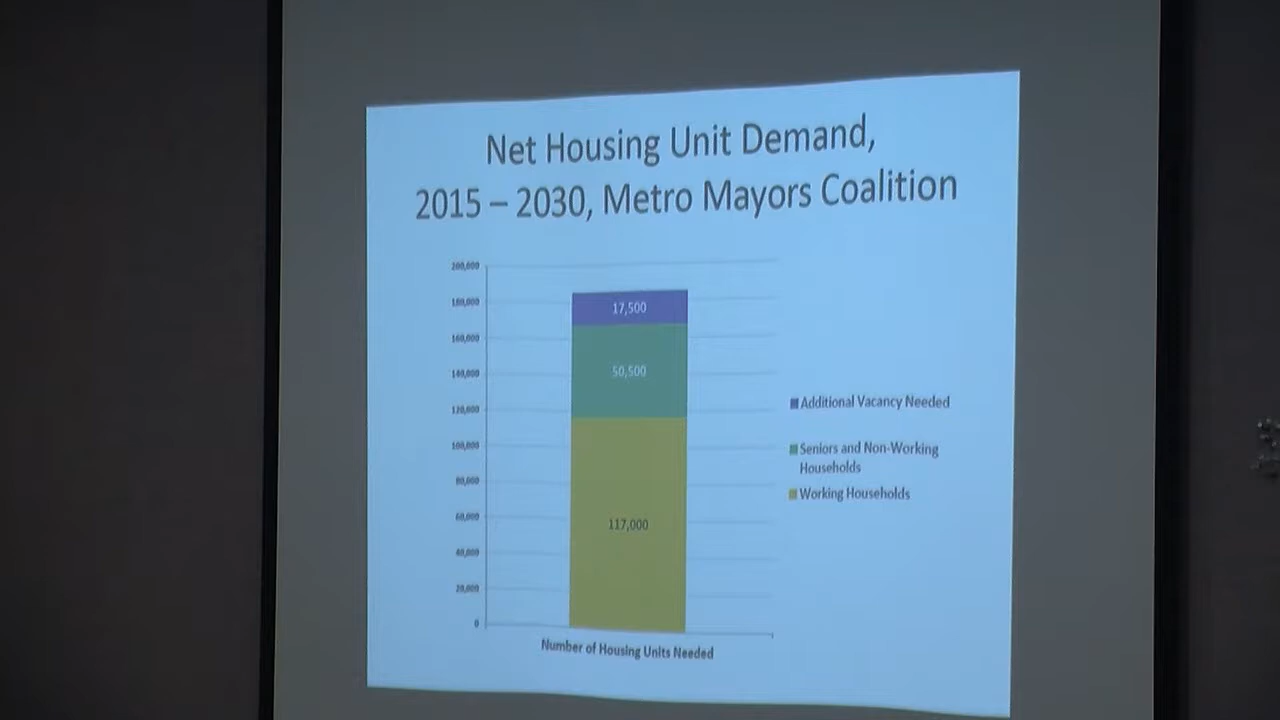 Net Housing Unit Demand,
2015 – 2030, Metro Mayors Coalition
200,000
180,000
160,000
140,000
120,000
100,000
80,000
60,000
40,000
20,000
0
17,500
50,500
117,000
Additional Vacancy Needed
Seniors and Non-Working
Households
Working Households
Number of Housing Units Needed